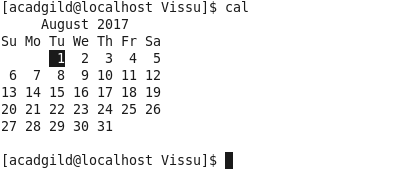 [acadgild@localhost Vissu]$ cal
     August 2017
Su Mo Tu We Th Fr Sa
       1  2  3  4  5
 6  7  8  9 10 11 12
13 14 15 16 17 18 19
20 21 22 23 24 25 26
27 28 29 30 31
[acadgild@localhost Vissu]$